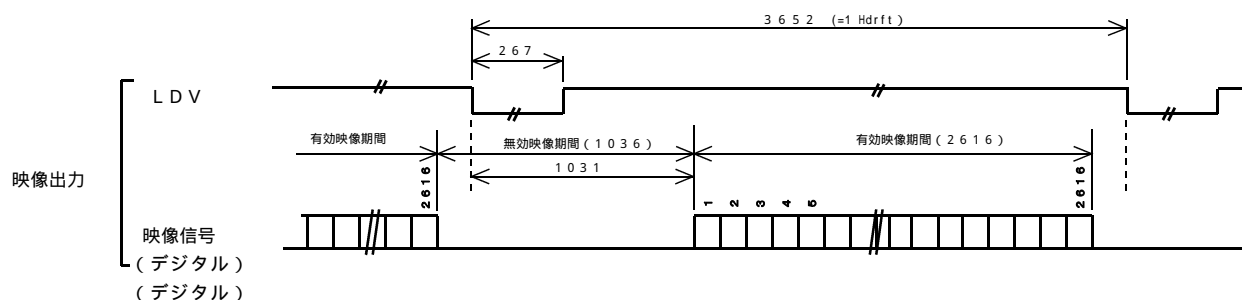 3652 (=1 Hdrft)
267
LDV
有効映像期間
無効映像期間(1036)
有効映像期間(2616)
1031
映像出力
2616
1
2
3
4
5
2616
映像信号
(デジタル)
(デジタル)